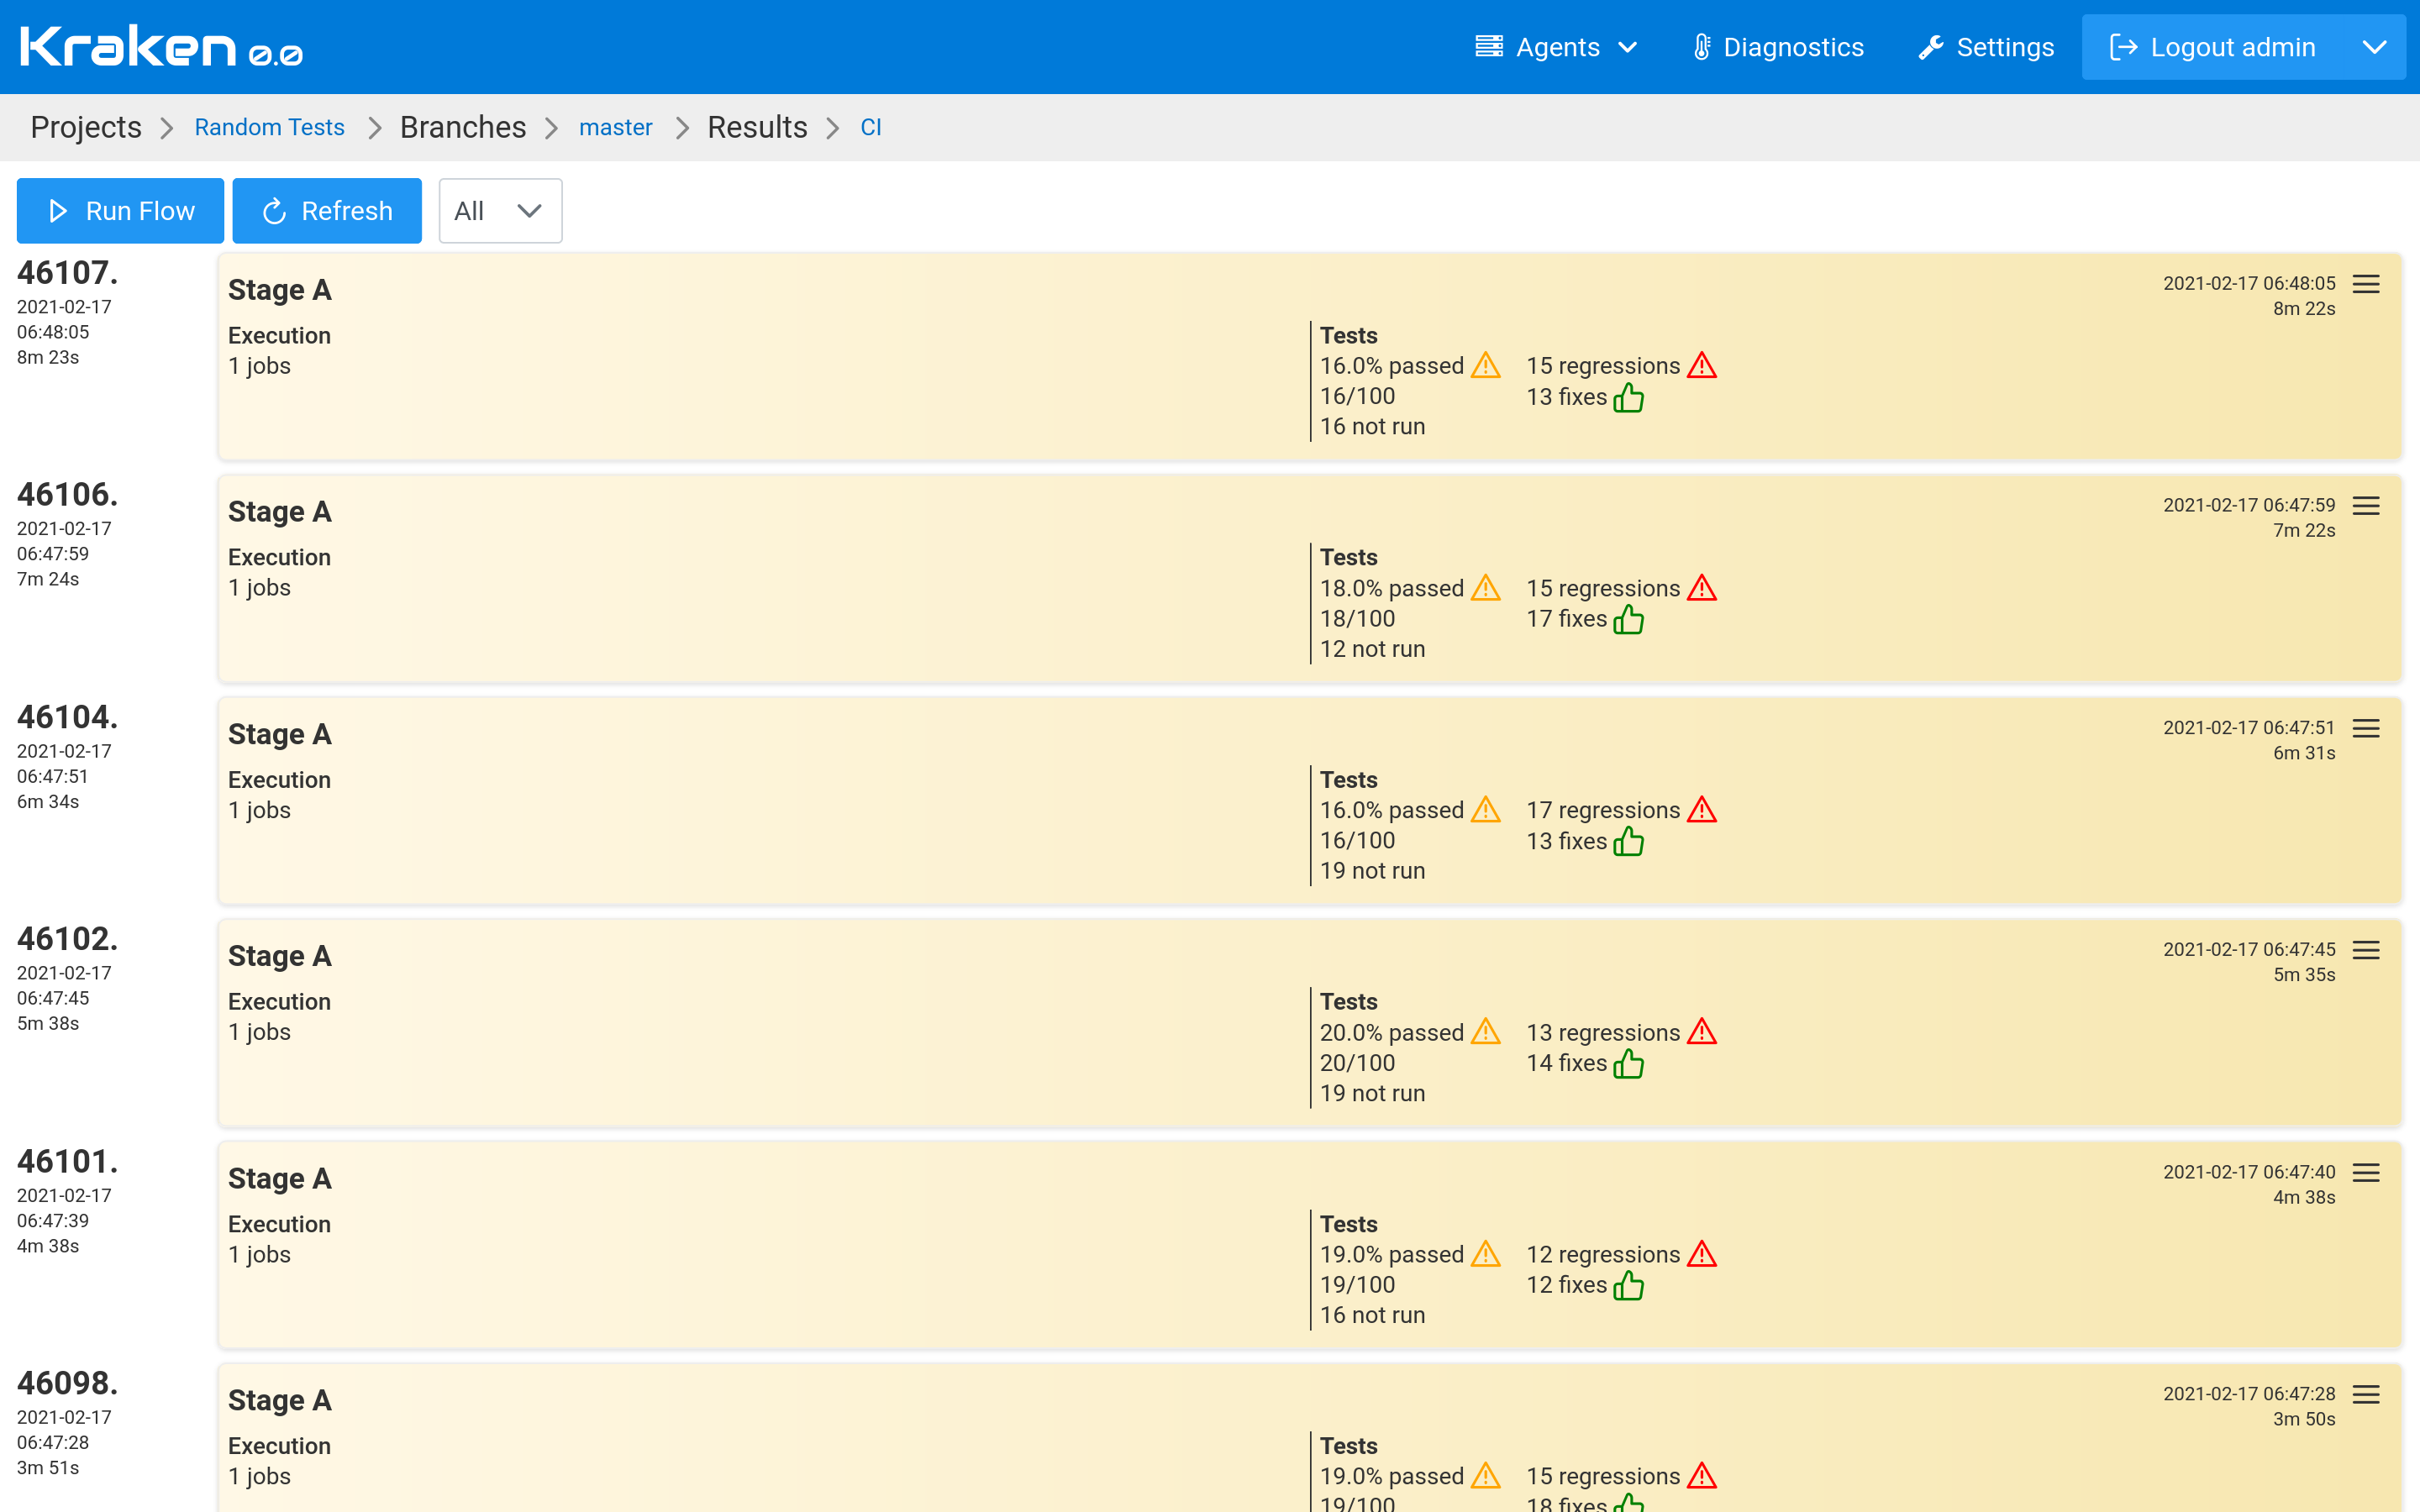 Kraken 0.0
Agents
Diagnostics
Settings
Logout admin
Projects > Random Tests > Branches > master > Results > CI
Run Flow
Refresh
All
46107.
2021-02-17
06:48:05
8m 23s
Stage A
2021-02-17 06:48:05
8m 22s
Execution
1 jobs
Tests
16.0% passed
16/100
16 not run
15 regressions
13 fixes
46106.
2021-02-17
06:47:59
7m 24s
Stage A
2021-02-17 06:47:59
7m 22s
Execution
1 jobs
Tests
18.0% passed
18/100
12 not run
15 regressions
17 fixes
46104.
2021-02-17
06:47:51
6m 34s
Stage A
2021-02-17 06:47:51
6m 31s
Execution
1 jobs
Tests
16.0% passed
16/100
19 not run
17 regressions
13 fixes
46102.
2021-02-17
06:47:45
5m 38s
Stage A
2021-02-17 06:47:45
5m 35s
Execution
1 jobs
Tests
20.0% passed
20/100
19 not run
13 regressions
14 fixes
46101.
2021-02-17
06:47:39
4m 38s
Stage A
2021-02-17 06:47:40
4m 38s
Execution
1 jobs
Tests
19.0% passed
19/100
16 not run
12 regressions
12 fixes
46098.
2021-02-17
06:47:28
3m 51s
Stage A
2021-02-17 06:47:28
3m 50s
Execution
1 jobs
Tests
19.0% passed
19/100
15 regressions
18 fixes